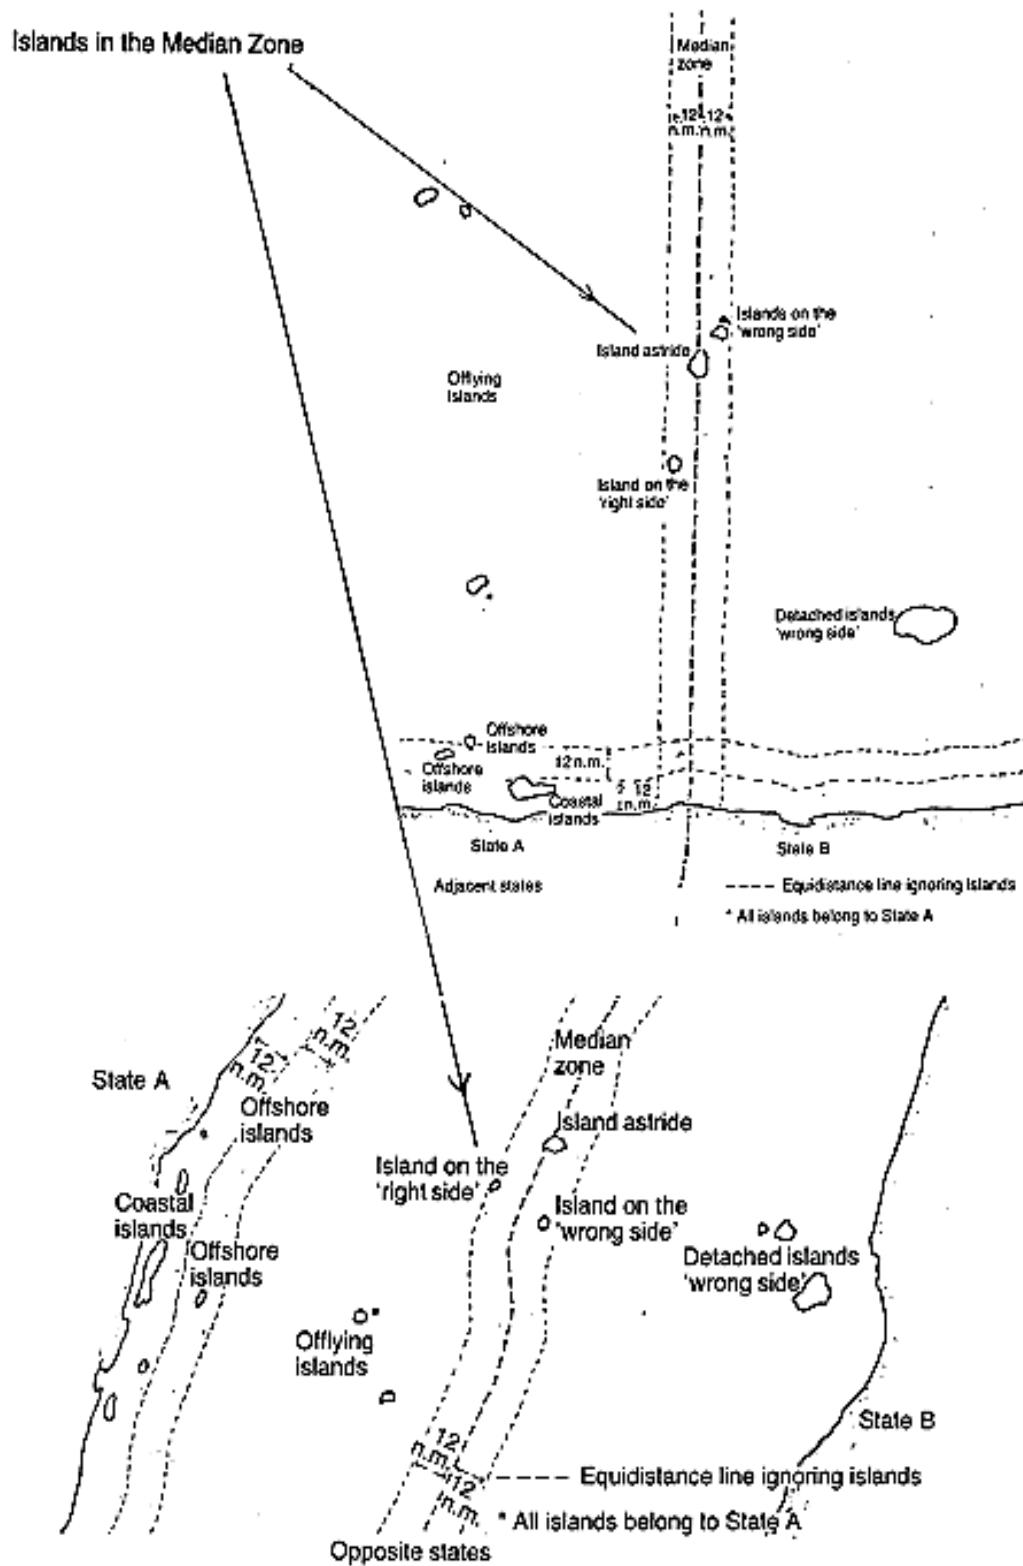 Islands in the Median Zone
Median
zone
12 12
n.m. n.m.
Islands on the
'wrong side'
Island astride
Offlying
islands
Island on the
'right side'
Detached islands
'wrong side'
Offshore
islands
12 n.m.
Offshore
islands
12
n.m.
Coastal
islands
State A
State B
Adjacent states
Equidistance line ignoring islands
* All islands belong to State A
12
n.m.
12
n.m.
State A
Offshore
islands
Median
zone
Island astride
Island on the
'right side'
Coastal
islands
Island on the
'wrong side'
Offshore
islands
Detached islands
'wrong side'
Offlying
islands
State B
12
n.m.
12
n.m.
Equidistance line ignoring islands
* All islands belong to State A
Opposite states